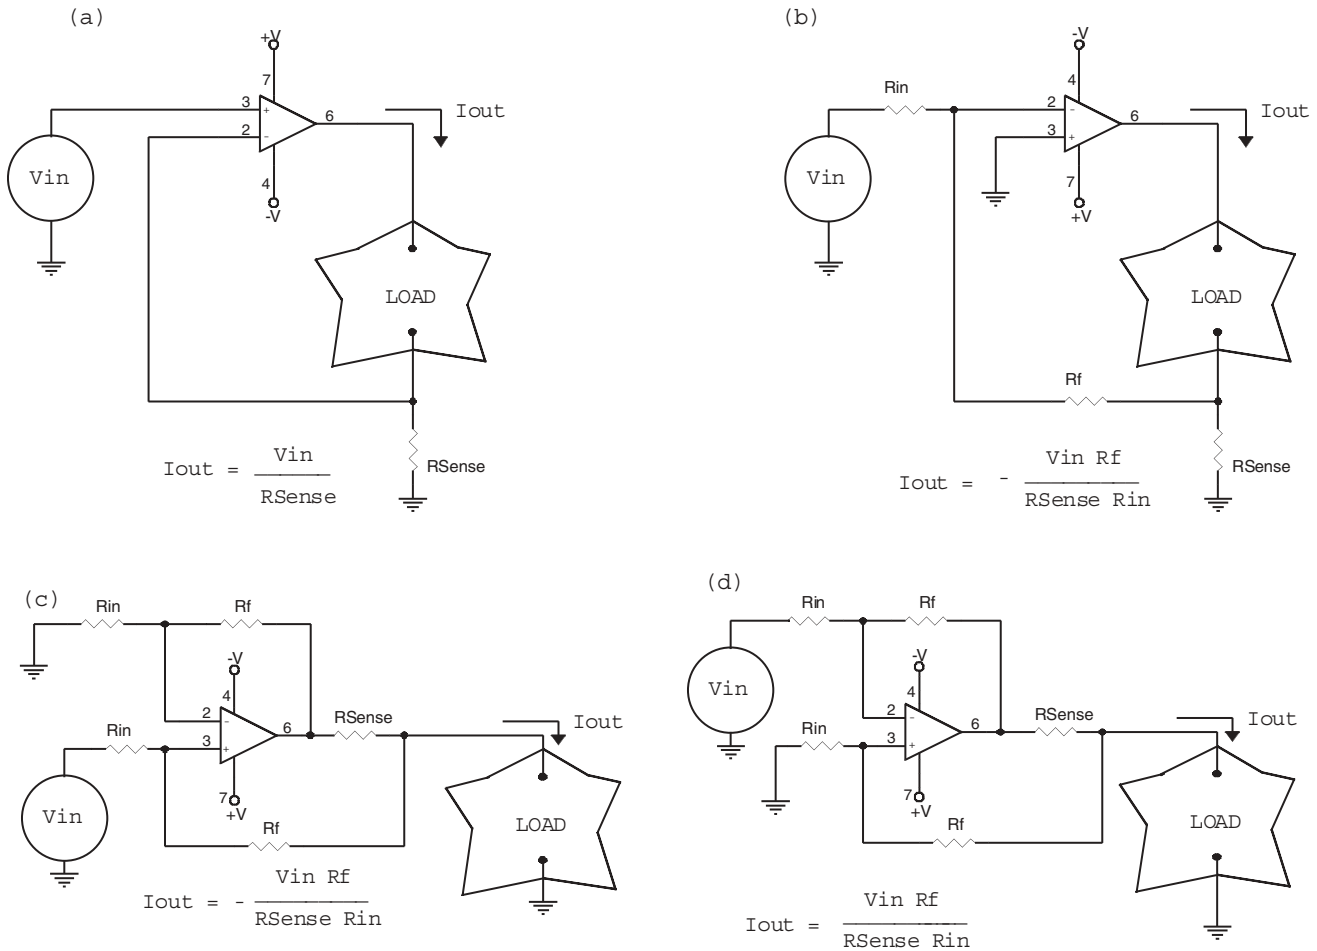 (a)
+V
7
3
+
2
-
6
4
-V
Iout
Vin
LOAD
RSense
Iout = Vin
RSense
(b)
-V
4
Rin
2
-
3
+
6
7
+V
Iout
Vin
LOAD
Rf
RSense
Iout = - Vin Rf
RSense Rin
(c)
Rin
Rf
-V
4
2
-
Rin
3
+
6
RSense
Iout
7
+V
Vin
Rf
LOAD
Iout = - Vin Rf
RSense Rin
(d)
Rin
Rf
-V
4
Vin
2
-
Rin
3
+
6
RSense
Iout
7
+V
Rf
LOAD
Iout = Vin Rf
RSense Rin